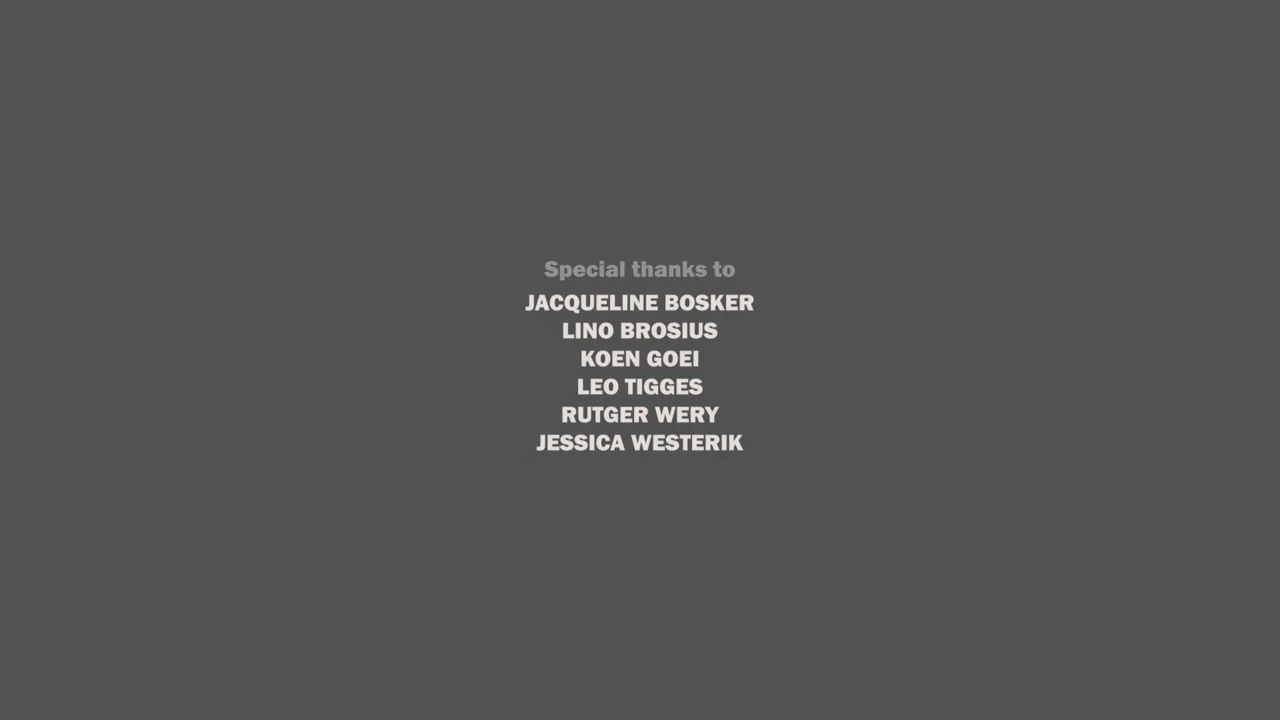 Special thanks to
JACQUELINE BOSKER
LINO BROSIUS
KOEN GOEI
LEO TIGGES
RUTGER WERY
JESSICA WESTERIK